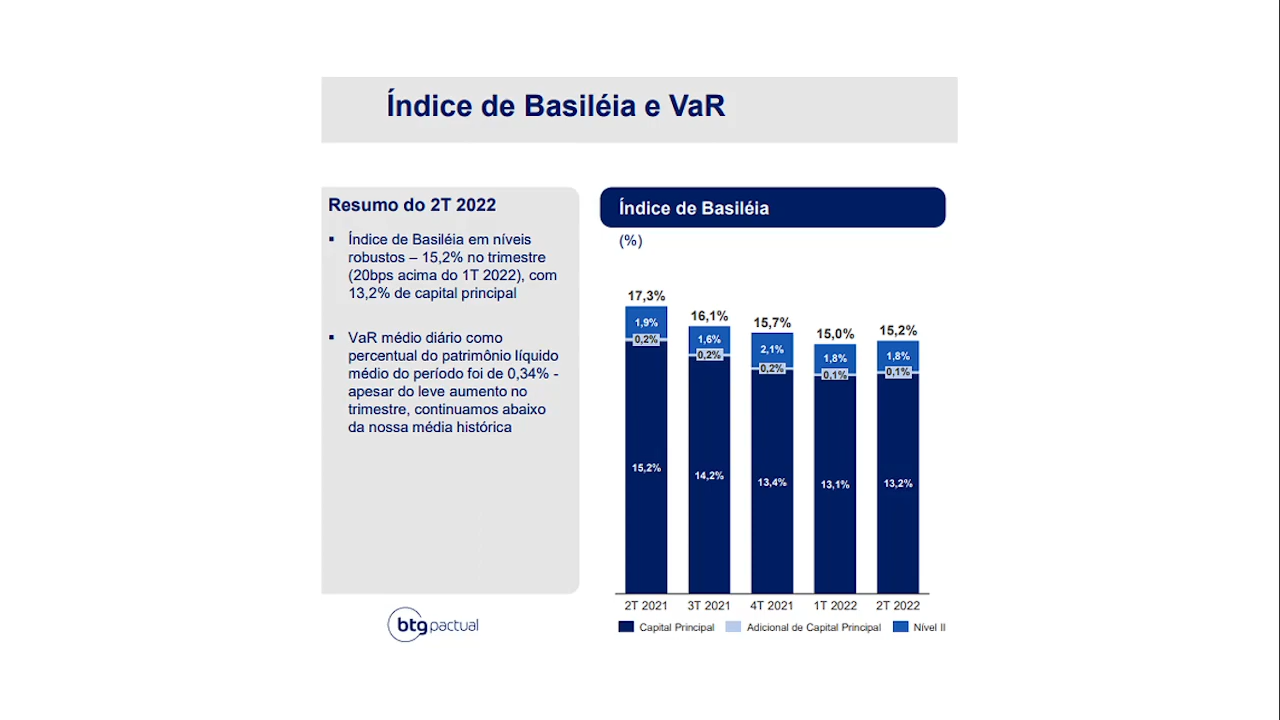 Índice de Basiléia e VaR
Resumo do 2T 2022
▪ Índice de Basiléia em níveis
robustos – 15,2% no trimestre
(20bps acima do 1T 2022), com
13,2% de capital principal
▪ VaR médio diário como
percentual do patrimônio líquido
médio do período foi de 0,34% -
apesar do leve aumento no
trimestre, continuamos abaixo
da nossa média histórica
Índice de Basiléia
(%)
17,3% 16,1% 15,7% 15,0% 15,2%
1,9% 1,6% 2,1% 1,8% 1,8%
0,2% 0,2% 0,2% 0,1% 0,1%
15,2% 14,2% 13,4% 13,1% 13,2%
2T 2021 3T 2021 4T 2021 1T 2022 2T 2022
Capital Principal Adicional de Capital Principal Nível II
btgpactual